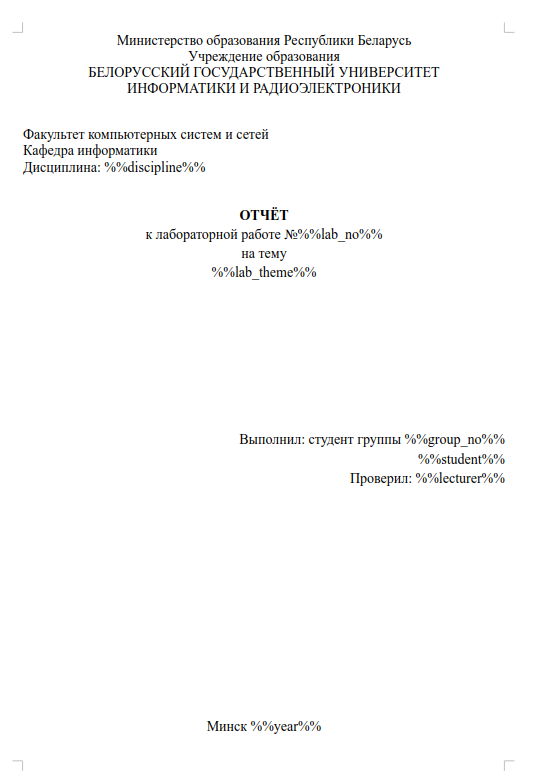 Министерство образования Республики Беларусь
Учреждение образования
БЕЛОРУССКИЙ ГОСУДАРСТВЕННЫЙ УНИВЕРСИТЕТ
ИНФОРМАТИКИ И РАДИОЭЛЕКТРОНИКИ
Факультет компьютерных систем и сетей
Кафедра информатики
Дисциплина: %%discipline%%
ОТЧЁТ
к лабораторной работе №%%lab_no%%
на тему
%%lab_theme%%
Выполнил: студент группы %%group_no%%
%%student%%
Проверил: %%lecturer%%
Минск %%year%%